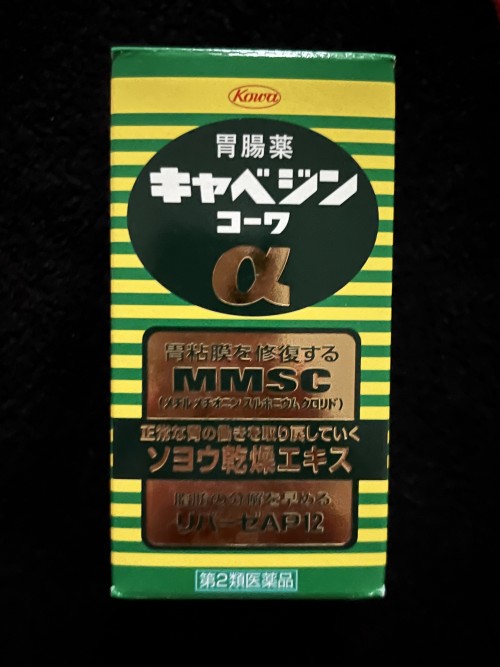 Kowa
胃腸薬
キャベジン
コーワ
α
胃粘膜を修復する
MMSC
(メチルメチオニンスルホニウムクロリド)
正常な胃の働きを取り戻していく
ソヨウ乾燥エキス
脂肪の分解を早める
リパーゼAP12
第2類医薬品